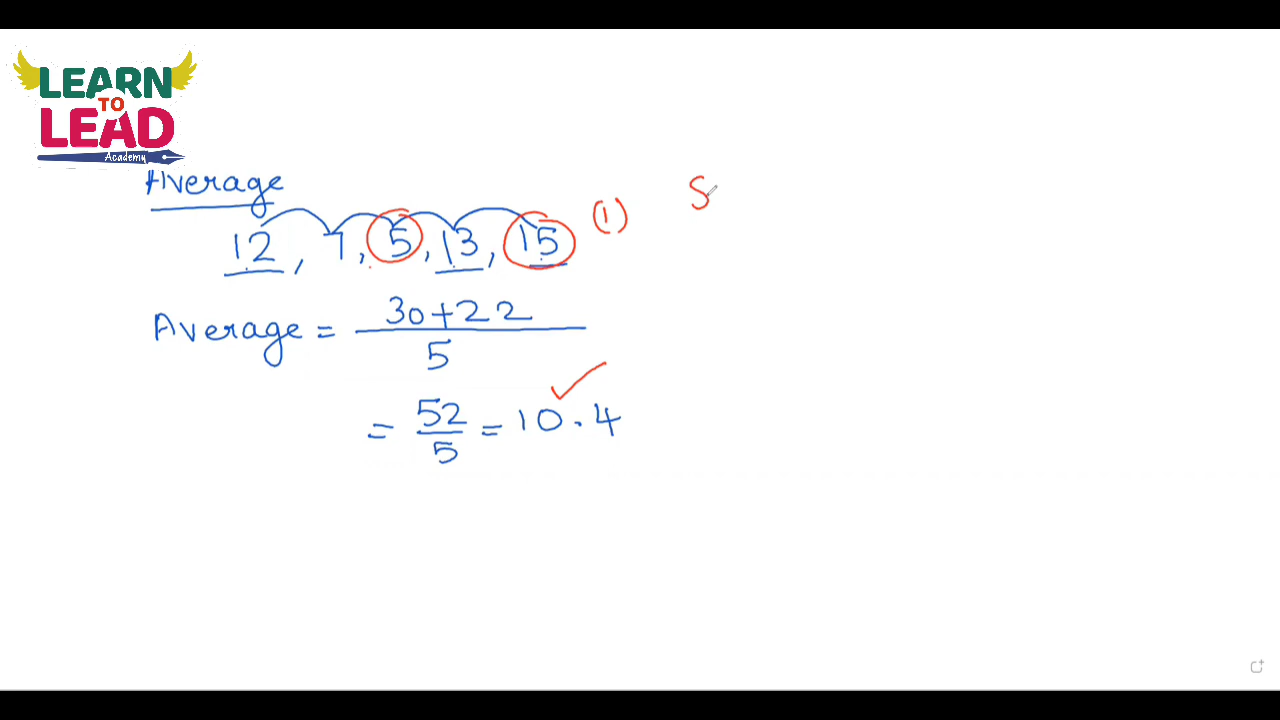 LEARN
TO
LEAD
Academy
Average
12, 7, 5, 13, 15 (1) S
Average = 30+22
5
= 52 = 10.4
5